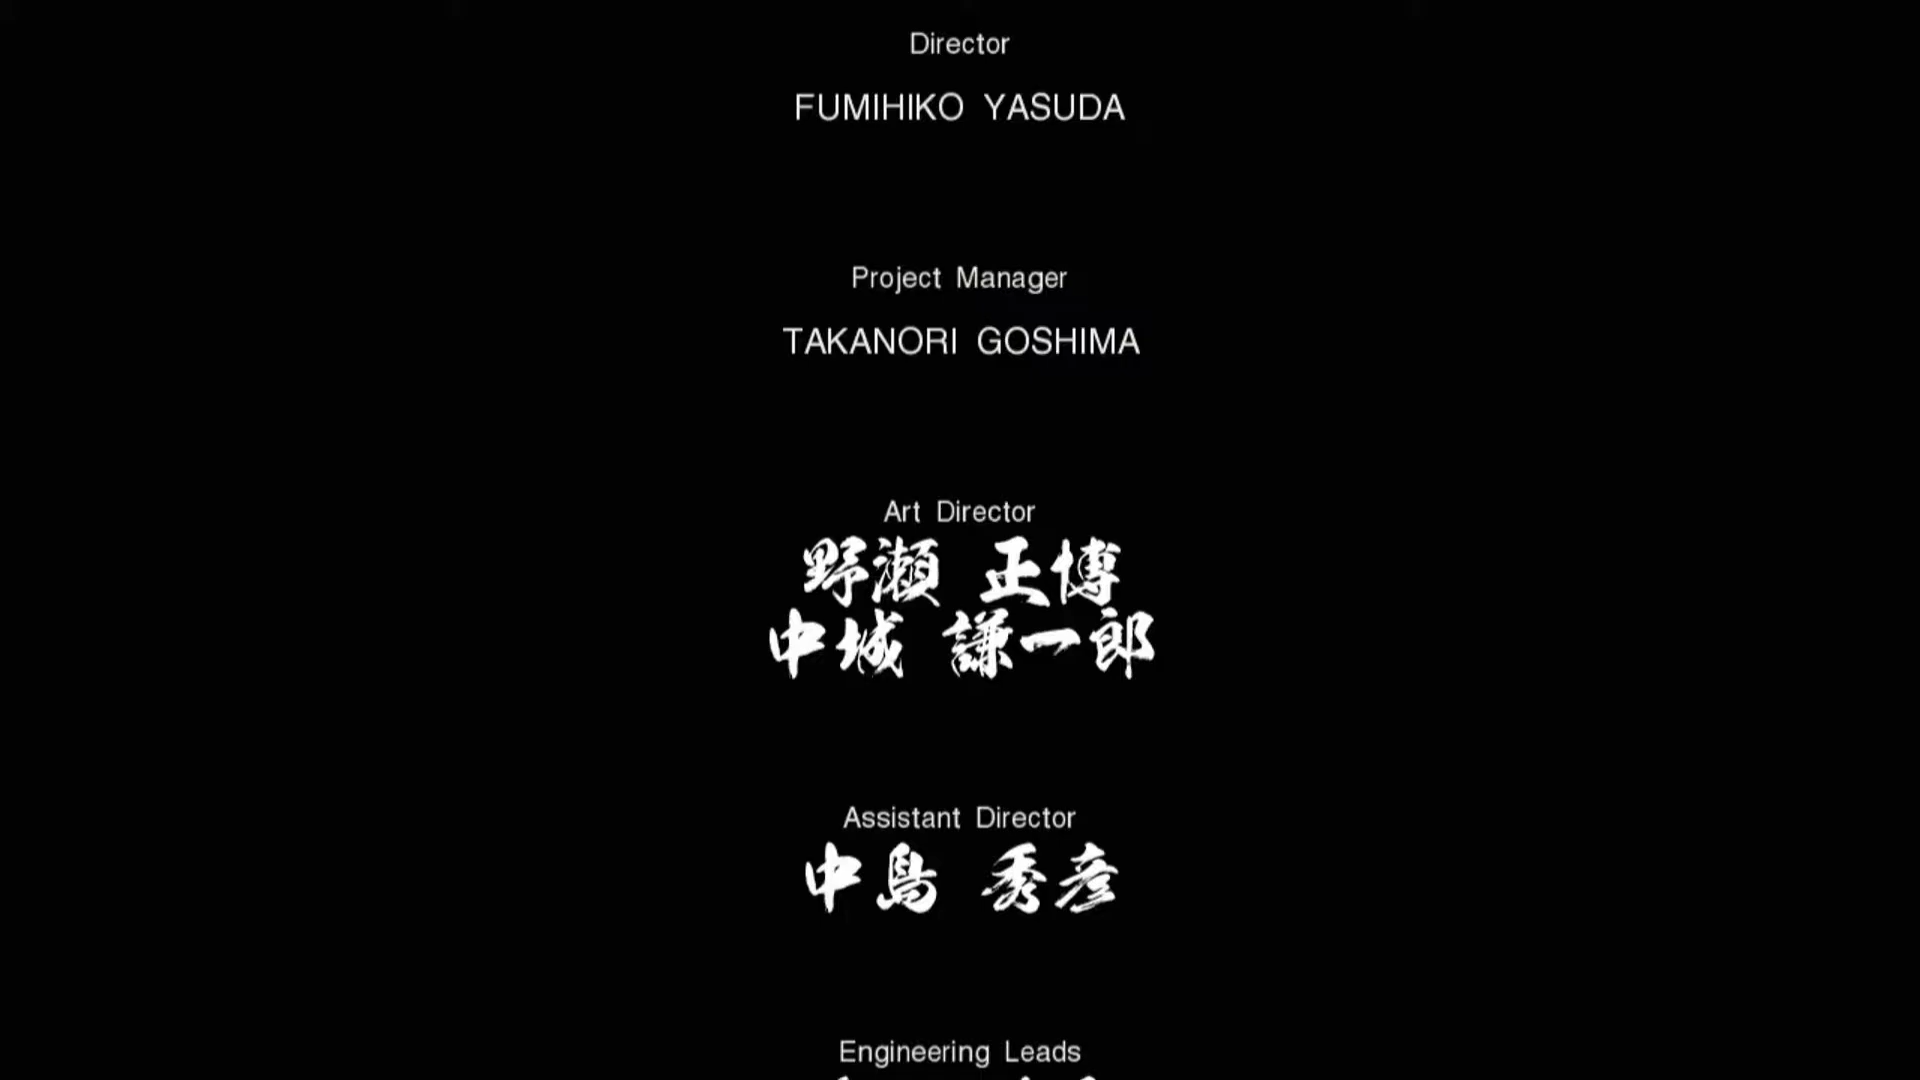 Director
FUMIHIKO YASUDA
Project Manager
TAKANORI GOSHIMA
Art Director
野瀬 正博
中城 謙一郎
Assistant Director
中島 秀彦
Engineering Leads